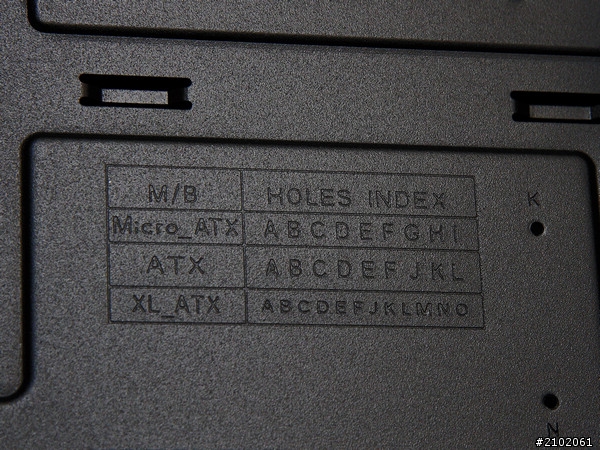 M/B HOLES INDEX
K
Micro_ATX A B C D E F G H I
ATX A B C D E F J K L
XL_ATX A B C D E F J K L M N O
N
#2102061